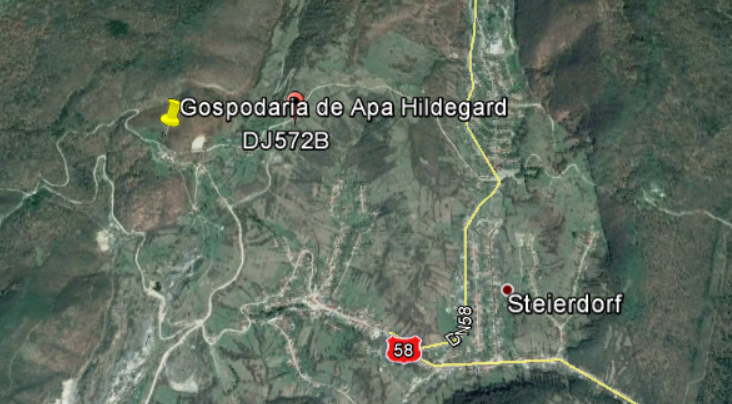 Gospodaria de Apa Hildegard
DJ572B
Steierdorf
DN58
58